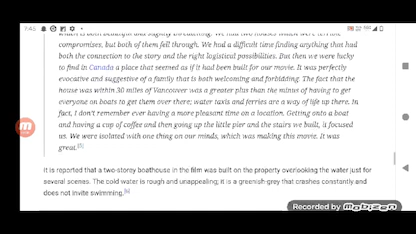 7:45
which is both beautiful and slightly threatening. We had two houses which were terrible
compromises, but both of them fell through. We had a difficult time finding anything that had
both the connection to the story and the right logistical possibilities. But then we were lucky
to find in Canada a place that seemed as if it had been built for our movie. It was perfectly
evocative and suggestive of a family that is both welcoming and forbidding. The fact that the
house was within 30 miles of Vancouver was a greater plus than the minus of having to get
everyone on boats to get them over there; water taxis and ferries are a way of life up there. In
fact, I don't remember ever having a more pleasant time on a location. Getting onto a boat
and having a cup of coffee and then going up the little pier and the stairs we built, it focused
us. We were isolated with one thing on our minds, which was making this movie. It was
great.[5]
It is reported that a two-storey boathouse in the film was built on the property overlooking the water just for
several scenes. The cold water is rough and unappealing; it is a greenish-grey that crashes constantly and
does not invite swimming.[6]
Recorded by Mobizen